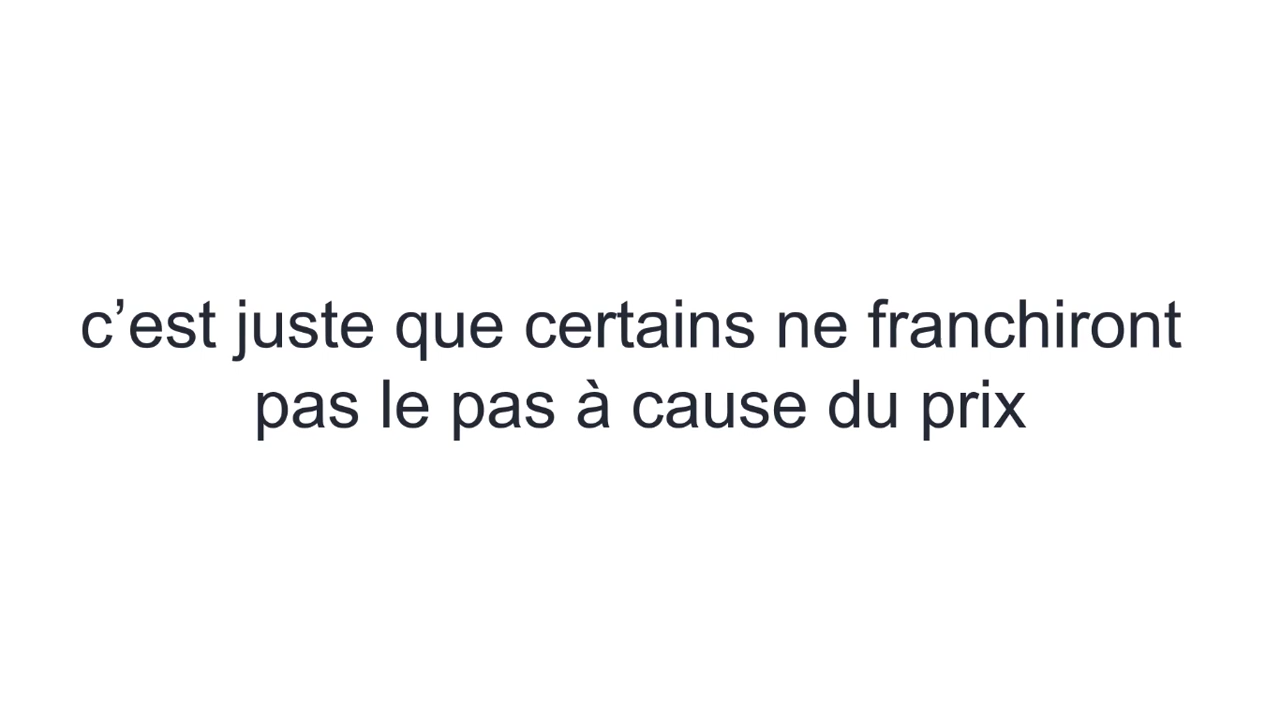 c’est juste que certains ne franchiront
pas le pas à cause du prix